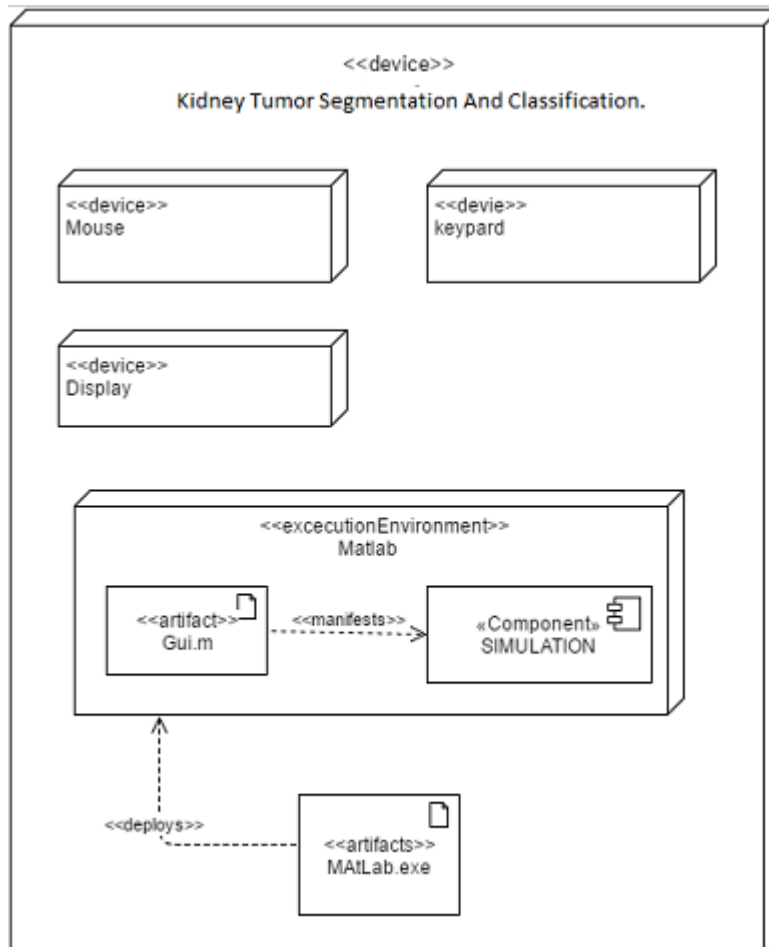 <<device>>
Kidney Tumor Segmentation And Classification.
<<device>>
Mouse
<<devie>>
keypard
<<device>>
Display
<<excecutionEnvironment>>
Matlab
<<artifact>>
Gui.m
<<manifests>>
«Component»
SIMULATION
<<deploys>>
<<artifacts>>
MAtLab.exe